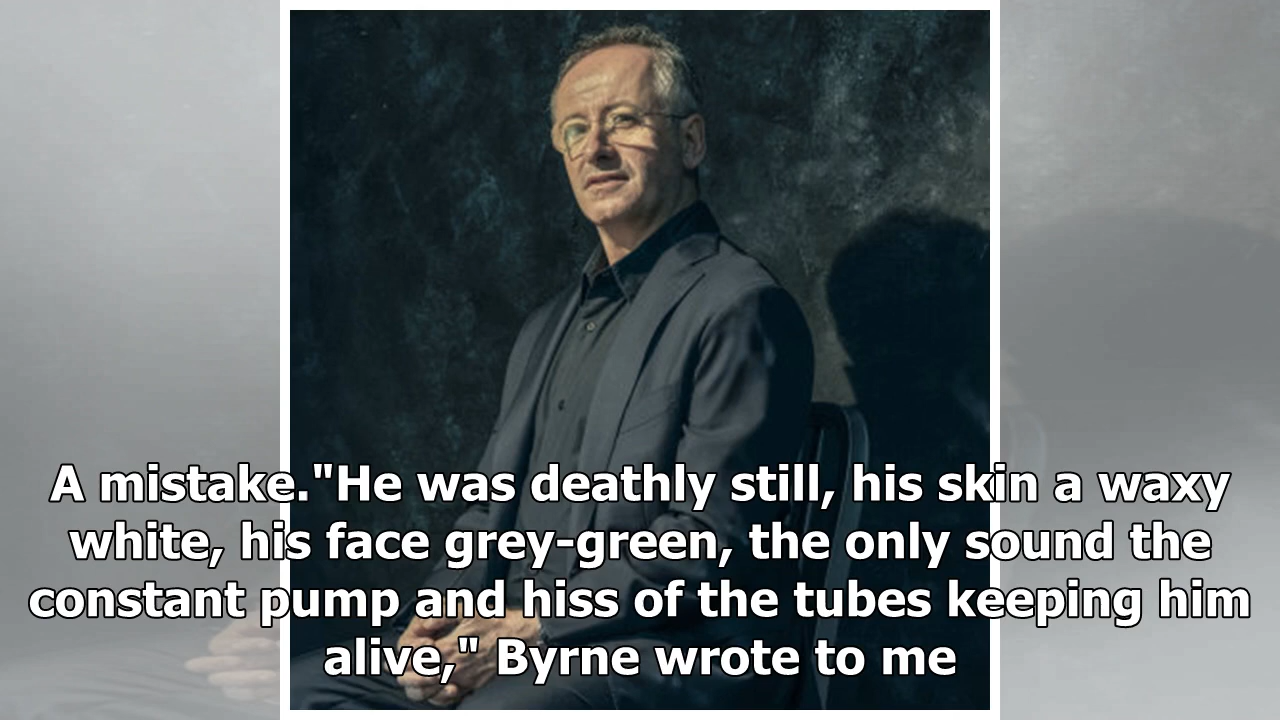 A mistake."He was deathly still, his skin a waxy
white, his face grey-green, the only sound the
constant pump and hiss of the tubes keeping him
alive," Byrne wrote to me